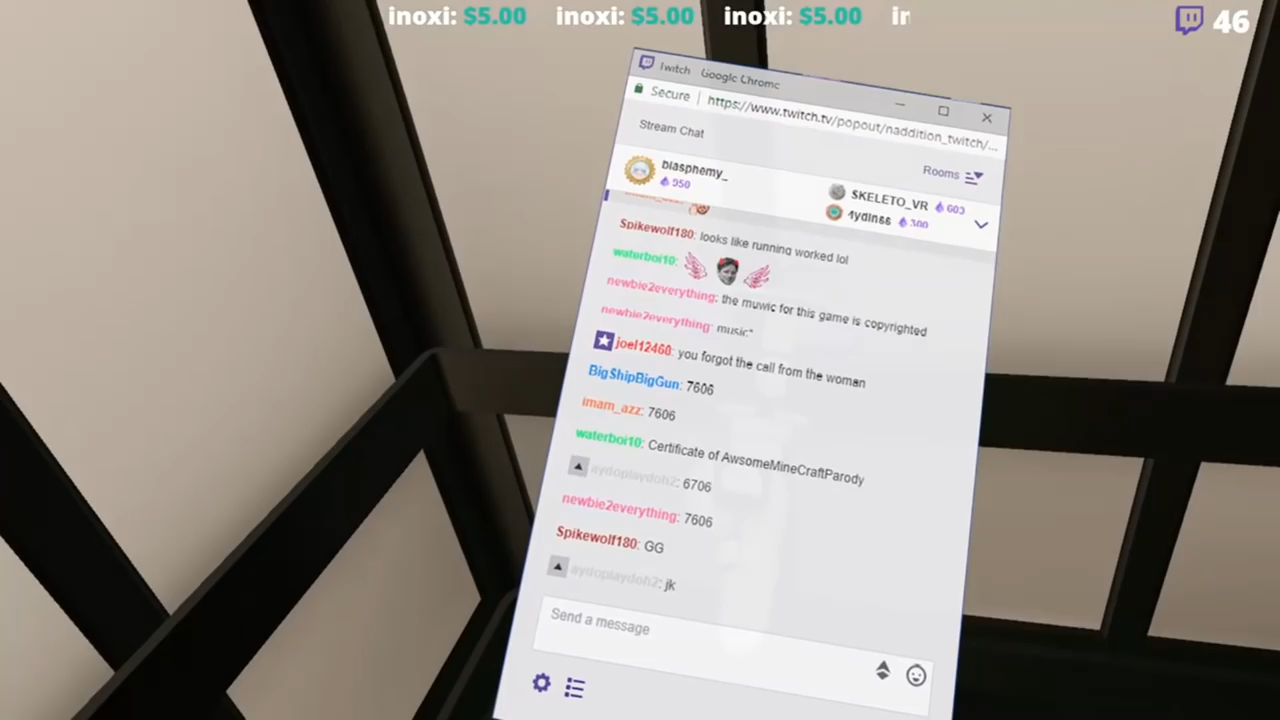 inoxi: $5.00 inoxi: $5.00 inoxi: $5.00 in
46
Twitch Google Chrome
Secure https://www.twitch.tv/popout/naddition_twitch/...
Stream Chat
Rooms
blasphemy_
950
SKELETO_VR 603
300
Spikewolf180: looks like running worked lol
waterboi10:
newbie2everything: the muwic for this game is copyrighted
newbie2everything: music*
joel12460: you forgot the call from the woman
BigShipBigGun: 7606
imam_azz: 7606
waterboi10: Certificate of AwsomeMineCraftParody
aydoplaydoh2: 6706
newbie2everything: 7606
Spikewolf180: GG
aydoplaydoh2: jk
Send a message